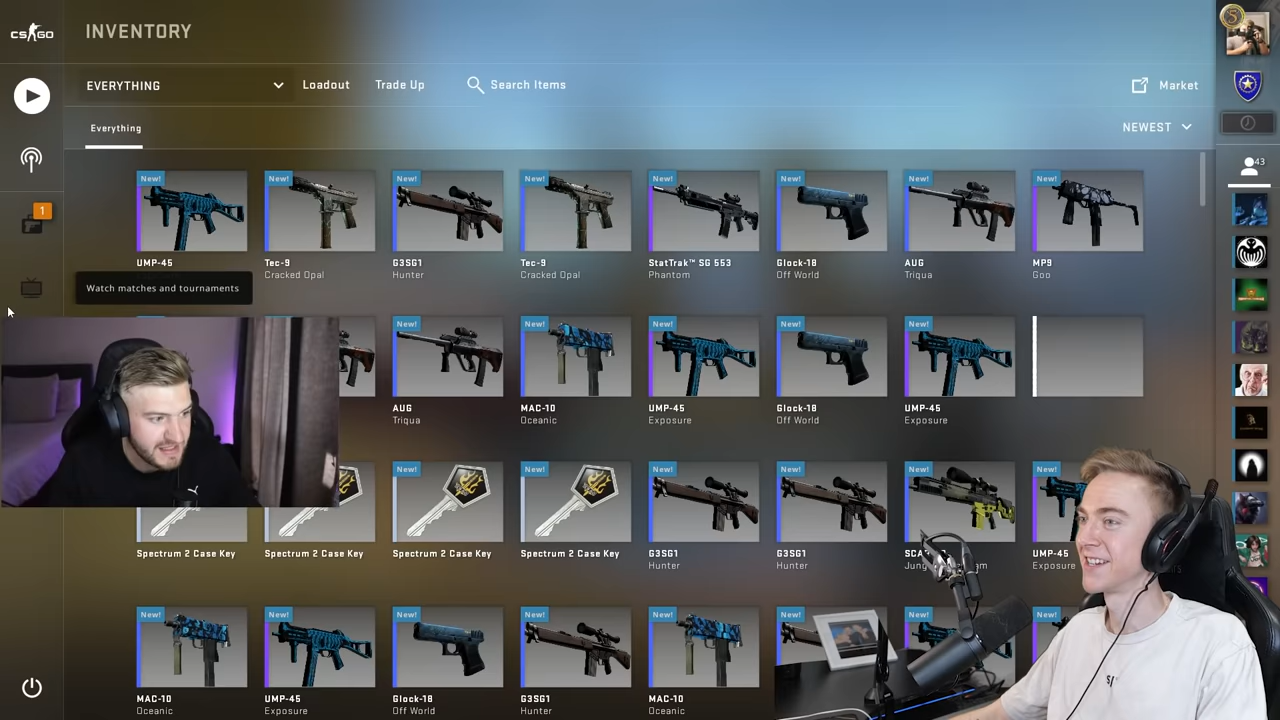 CS GO
INVENTORY
EVERYTHING
Loadout
Trade Up
Search Items
Market
Everything
NEWEST
43
1
New! New! New! New! New! New! New! New!
UMP-45
Tec-9
Cracked Opal
G3SG1
Hunter
Tec-9
Cracked Opal
StatTrak™ SG 553
Phantom
Glock-18
Off World
AUG
Triqua
MP9
Goo
Watch matches and tournaments
New! New! New! New! New!
AUG
Triqua
MAC-10
Oceanic
UMP-45
Exposure
Glock-18
Off World
UMP-45
Exposure
New! New! New! New! New! New!
Spectrum 2 Case Key
Spectrum 2 Case Key
Spectrum 2 Case Key
Spectrum 2 Case Key
G3SG1
Hunter
G3SG1
Hunter
UMP-45
Exposure
New! New! New! New! New! New! New! New!
MAC-10
Oceanic
UMP-45
Exposure
Glock-18
Off World
G3SG1
Hunter
MAC-10
Oceanic